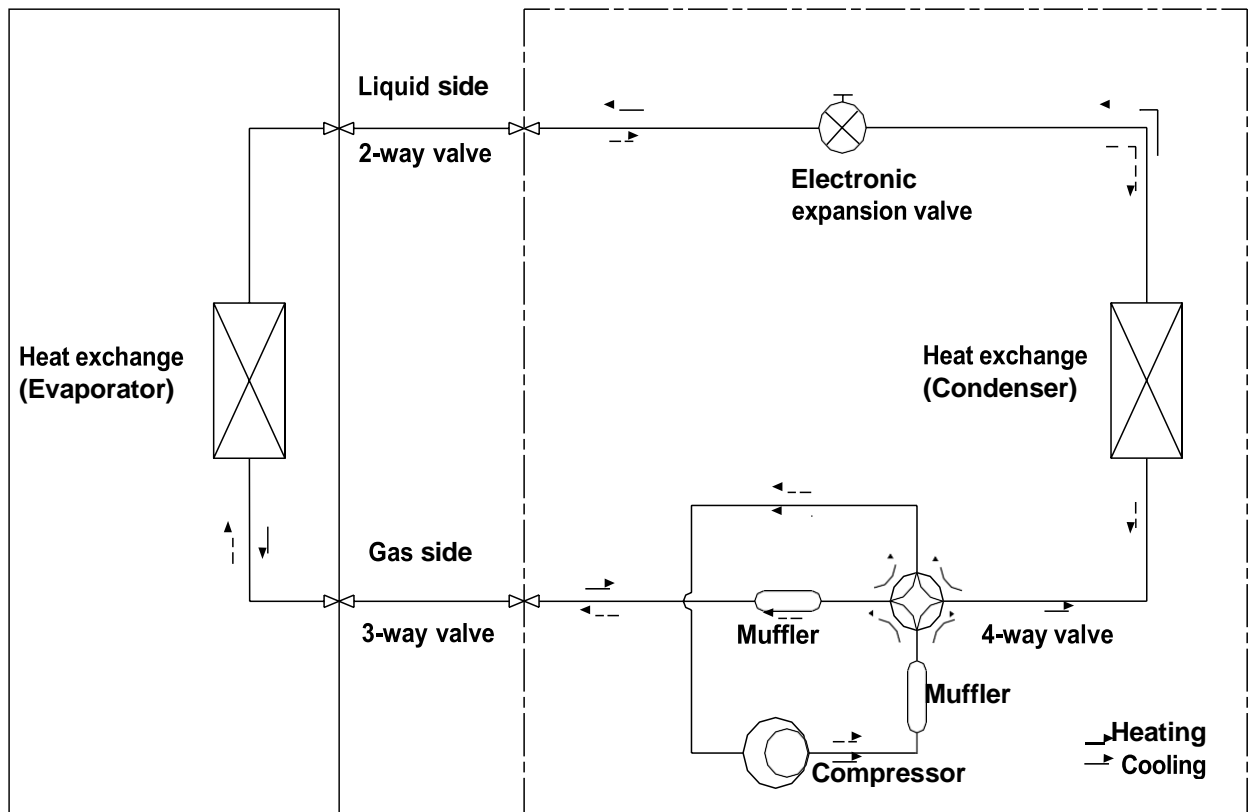 Liquid side
2-way valve
Electronic
expansion valve
Heat exchange
(Evaporator)
Heat exchange
(Condenser)
Gas side
3-way valve
Muffler
4-way valve
Muffler
Compressor
Heating
Cooling